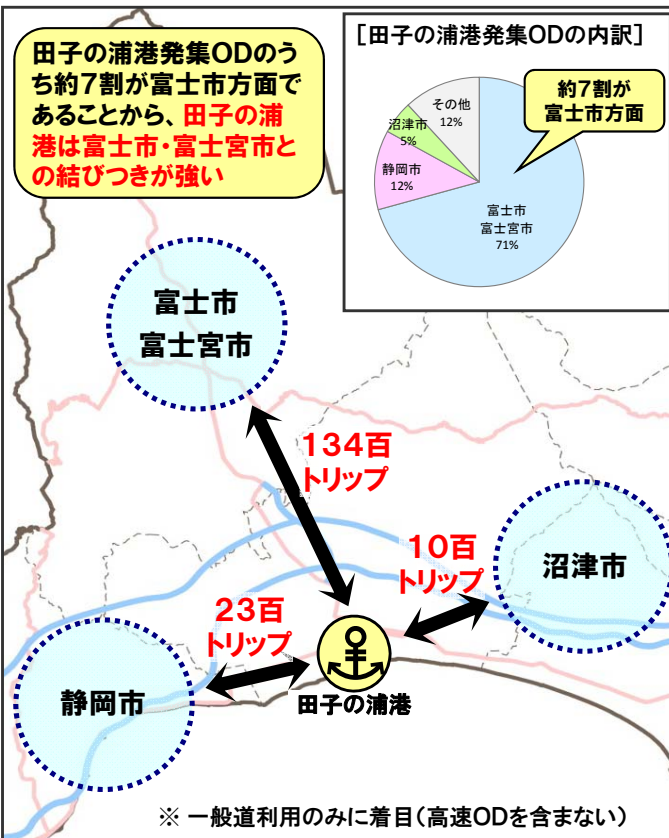 田子の浦港発集ODのう
ち約7割が富士市方面で
あることから、田子の浦
港は富士市・富士宮市と
の結びつきが強い
[田子の浦港発集ODの内訳]
約7割が
富士市方面
その他
12%
沼津市
5%
静岡市
12%
富士市
富士宮市
71%
富士市
富士宮市
134百
トリップ
10百
トリップ
沼津市
23百
トリップ
静岡市
田子の浦港
※ 一般道利用のみに着目(高速ODを含まない)